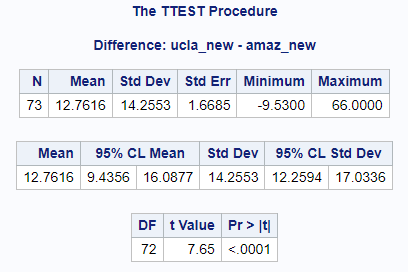 The TTEST Procedure
Difference: ucla_new - amaz_new
N Mean Std Dev Std Err Minimum Maximum
73 12.7616 14.2553 1.6685 -9.5300 66.0000
Mean 95% CL Mean Std Dev 95% CL Std Dev
12.7616 9.4356 16.0877 14.2553 12.2594 17.0336
DF t Value Pr > |t|
72 7.65 <.0001